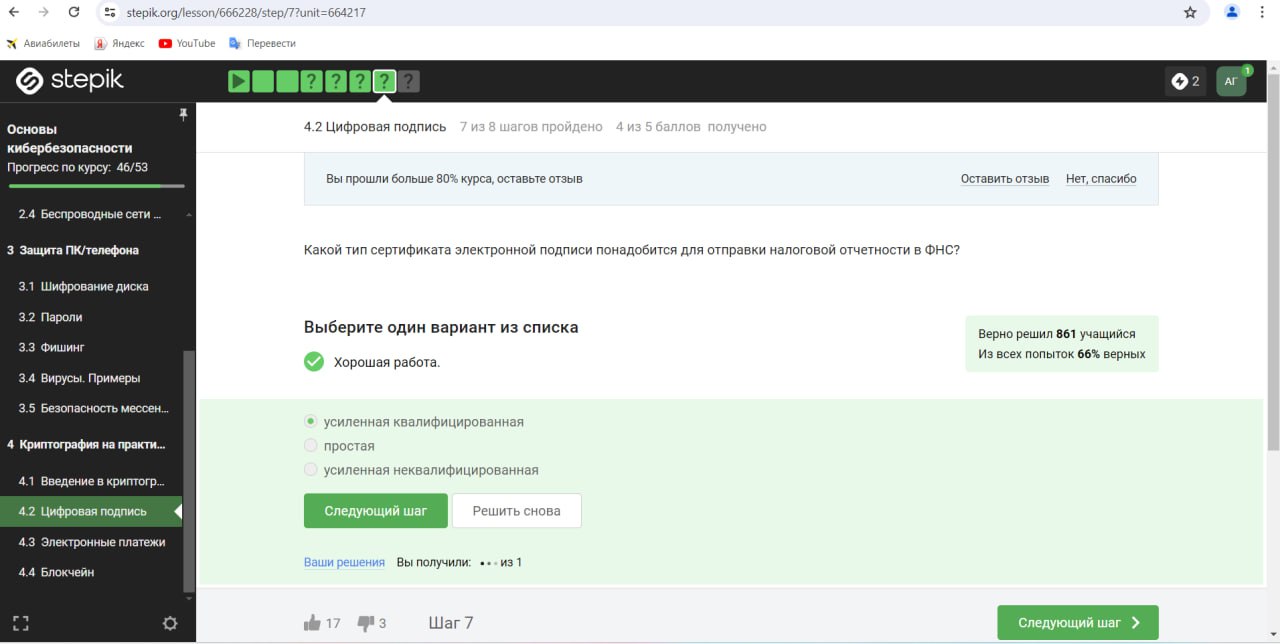 stepik.org/lesson/666228/step/7?unit=664217
Авиабилеты Яндекс YouTube Перевести
stepik
? ? ? ? ?
2 АГ 1
Основы
кибербезопасности
Прогресс по курсу: 46/53
2.4 Беспроводные сети ...
3 Защита ПК/телефона
3.1 Шифрование диска
3.2 Пароли
3.3 Фишинг
3.4 Вирусы. Примеры
3.5 Безопасность мессен...
4 Криптография на практи...
4.1 Введение в криптогр...
4.2 Цифровая подпись
4.3 Электронные платежи
4.4 Блокчейн
4.2 Цифровая подпись 7 из 8 шагов пройдено 4 из 5 баллов получено
Вы прошли больше 80% курса, оставьте отзыв Оставить отзыв Нет, спасибо
Какой тип сертификата электронной подписи понадобится для отправки налоговой отчетности в ФНС?
Выберите один вариант из списка
Хорошая работа.
Верно решил 861 учащийся
Из всех попыток 66% верных
усиленная квалифицированная
простая
усиленная неквалифицированная
Следующий шаг Решить снова
Ваши решения Вы получили: ... из 1
17 3 Шаг 7 Следующий шаг